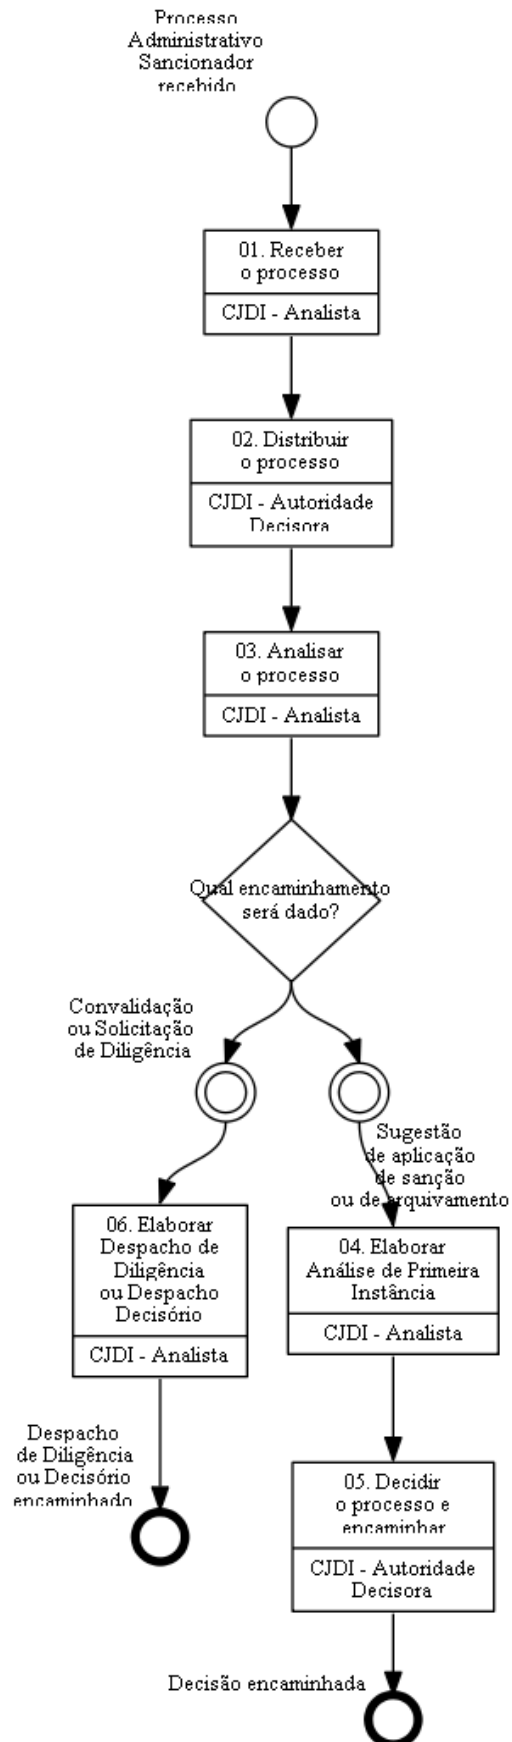 Processo
Administrativo
Sancionador
recebido
01. Receber
o processo
CJDI - Analista
02. Distribuir
o processo
CJDI - Autoridade
Decisora
03. Analisar
o processo
CJDI - Analista
Qual encaminhamento
será dado?
Convalidação
ou Solicitação
de Diligência
Sugestão
de aplicação
de sanção
ou de arquivamento
06. Elaborar
Despacho de
Diligência
ou Despacho
Decisório
CJDI - Analista
04. Elaborar
Análise de Primeira
Instância
CJDI - Analista
Despacho
de Diligência
ou Decisório
encaminhado
05. Decidir
o processo e
encaminhar
CJDI - Autoridade
Decisora
Decisão encaminhada